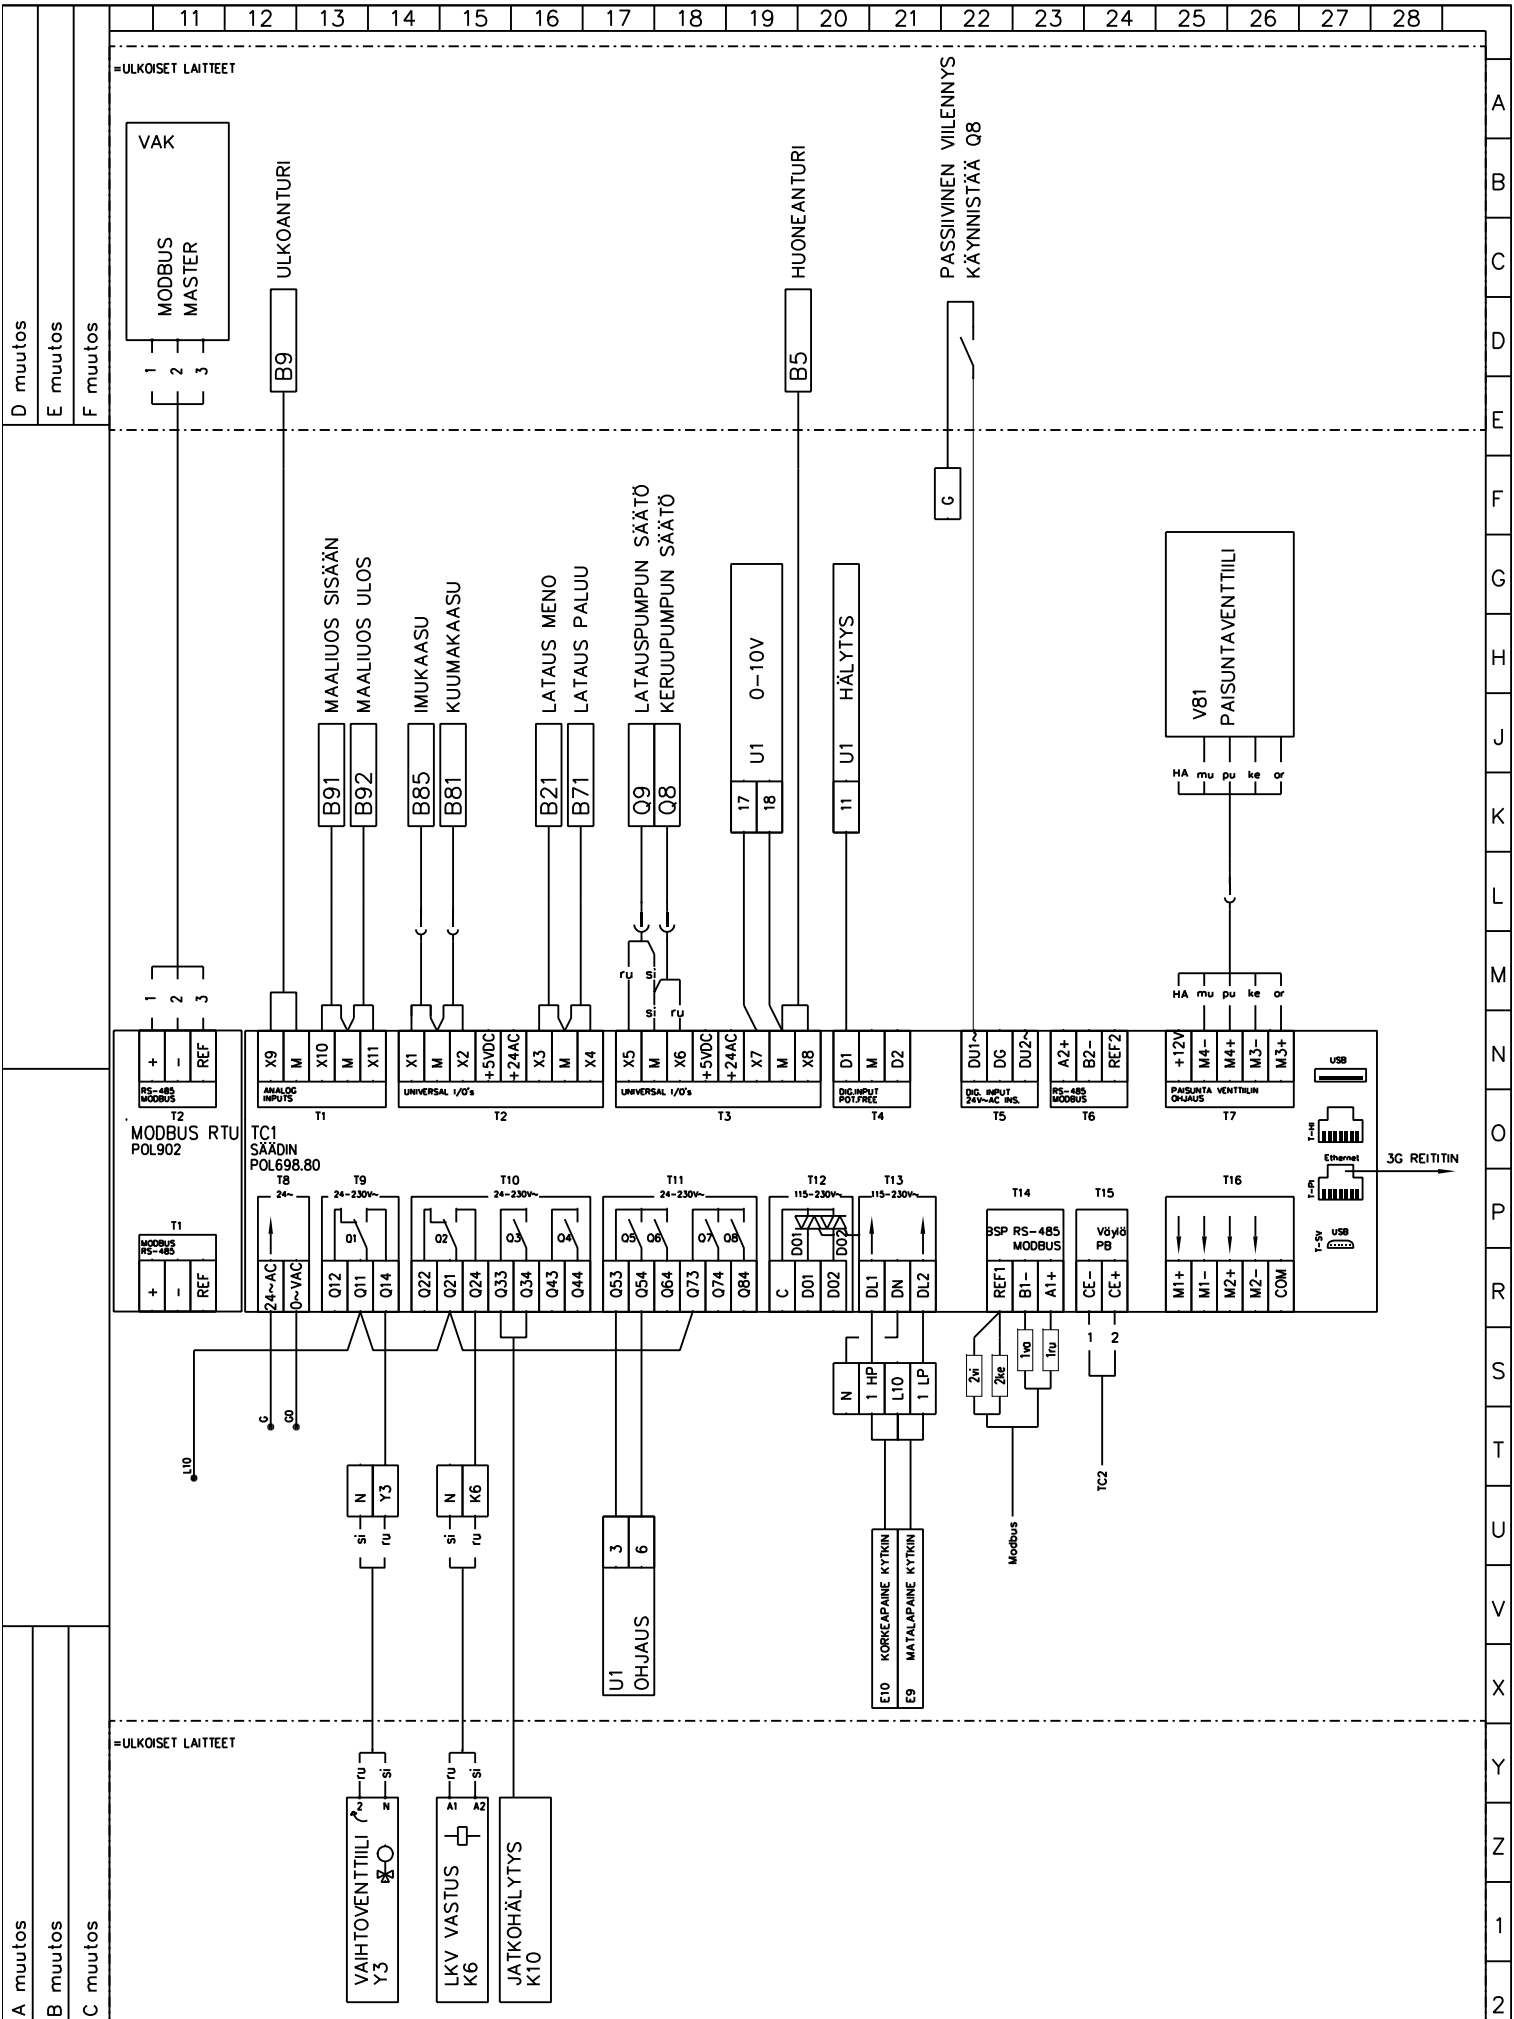 11 12 13 14 15 16 17 18 19 20 21 22 23 24 25 26 27 28
A
B
C
D
E
F
G
H
J
K
L
M
N
O
P
R
S
T
U
V
X
Y
Z
1
2
D muutos
E muutos
F muutos
A muutos
B muutos
C muutos
=ULKOISET LAITTEET
VAK
MODBUS
MASTER
1
2
3
B9 ULKOANTURI
B5 HUONEANTURI
PASSIIVINEN VIILENNYS
KÄYNNISTÄÄ Q8
G
B91 MAALIUOS SISÄÄN
B92 MAALIUOS ULOS
B85 IMUKAASU
B81 KUUMAKAASU
B21 LATAUS MENO
B71 LATAUS PALUU
Q9 LATAUSPUMPUN SÄÄTÖ
Q8 KERUUPUMPUN SÄÄTÖ
17
18
U1 0-10V
11 U1 HÄLYTYS
V81
PAISUNTAVENTTIILI
HA mu pu ke or
1
2
3
ru si
si ru
HA mu pu ke or
+ - REF
RS-485
MODBUS
T2
X9 M X10 M X11
ANALOG
INPUTS
T1
X1 M X2 +5VDC +24AC X3 M X4
UNIVERSAL I/O's
T2
X5 M X6 +5VDC +24AC X7 M X8
UNIVERSAL I/O's
T3
D1 M D2
DIG.INPUT
POT.FREE
T4
DU1~ DG DU2~
DIG. INPUT
24V~AC INS.
T5
A2+ B2- REF2
RS-485
MODBUS
T6
+12V M4- M4+ M3- M3+
PAISUNTA VENTTIILIN
OHJAUS
T7
USB
T-HI
Ethernet
T-PI
3G REITITIN
USB
T-SV
MODBUS RTU
POL902
TC1
SÄÄDIN
POL698.80
T1
MODBUS
RS-485
+ - REF
T8
24~
24~AC 0~VAC
T9
24-230V~
Q1
Q12 Q11 Q14
T10
24-230V~
Q2 Q3 Q4
Q22 Q21 Q24 Q33 Q34 Q43 Q44
T11
24-230V~
Q5 Q6 Q7 Q8
Q53 Q54 Q64 Q73 Q74 Q84
T12
115-230V~
DO1 DO2
C DO1 DO2
T13
115-230V~
DL1 DN DL2
T14
BSP RS-485
MODBUS
REF1 B1- A1+
T15
Väylä
PB
CE- CE+
T16
M1+ M1- M2+ M2- COM
L10
G
G0
N Y3
si ru
N K6
si ru
3 6
U1
OHJAUS
N 1 HP L10 1 LP
E10 KORKEAPAINE KYTKIN
E9 MATALAPAINE KYTKIN
2vi 2ke 1va 1ru
Modbus
1 2
TC2
=ULKOISET LAITTEET
ru si
2 N
VAIHTOVENTTIILI
Y3
ru si
A1 A2
LKV VASTUS
K6
JATKOHÄLYTYS
K10